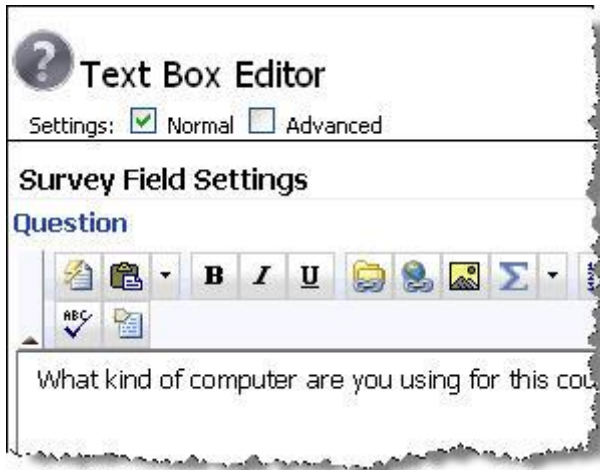 ?
Text Box Editor
Settings: Normal Advanced
Survey Field Settings
Question
B I U Σ
ABC
What kind of computer are you using for this cou